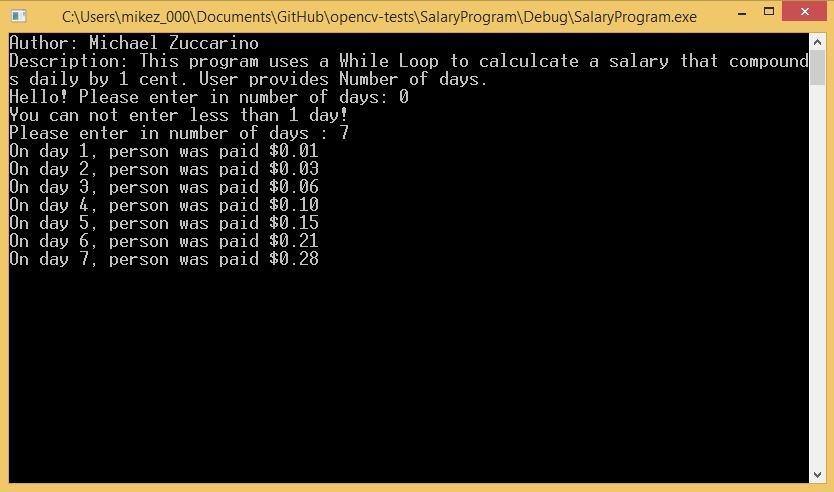 C:\Users\mikez_000\Documents\GitHub\opencv-tests\SalaryProgram\Debug\SalaryProgram.exe
Author: Michael Zuccarino
Description: This program uses a While Loop to calculcate a salary that compound
s daily by 1 cent. User provides Number of days.
Hello! Please enter in number of days: 0
You can not enter less than 1 day!
Please enter in number of days : 7
On day 1, person was paid $0.01
On day 2, person was paid $0.03
On day 3, person was paid $0.06
On day 4, person was paid $0.10
On day 5, person was paid $0.15
On day 6, person was paid $0.21
On day 7, person was paid $0.28